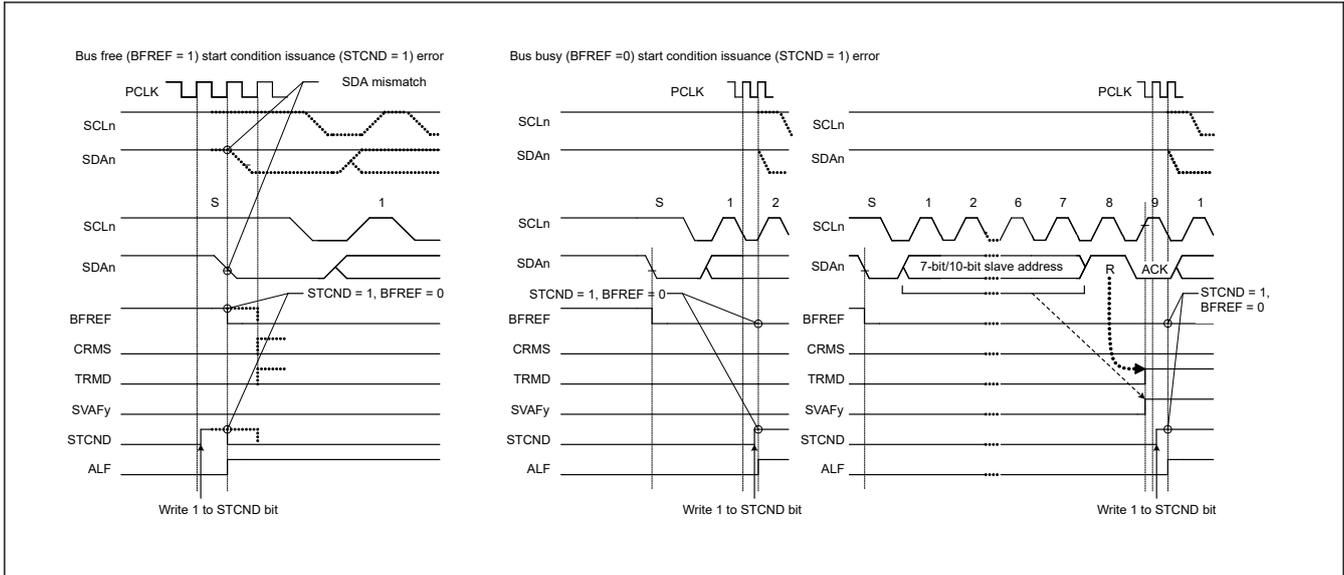 Bus free (BFREF = 1) start condition issuance (STCND = 1) error
PCLK
SDA mismatch
SCLn
SDAn
S
1
SCLn
SDAn
STCND = 1, BFREF = 0
BFREF
CRMS
TRMD
SVAFy
STCND
ALF
Write 1 to STCND bit
Bus busy (BFREF =0) start condition issuance (STCND = 1) error
PCLK
SCLn
SDAn
S 1 2
SCLn
SDAn
STCND = 1, BFREF = 0
BFREF
CRMS
TRMD
SVAFy
STCND
ALF
Write 1 to STCND bit
PCLK
SCLn
SDAn
S 1 2 6 7 8 9 1
SCLn
SDAn
7-bit/10-bit slave address
R
ACK
STCND = 1,
BFREF = 0
BFREF
CRMS
TRMD
SVAFy
STCND
ALF
Write 1 to STCND bit